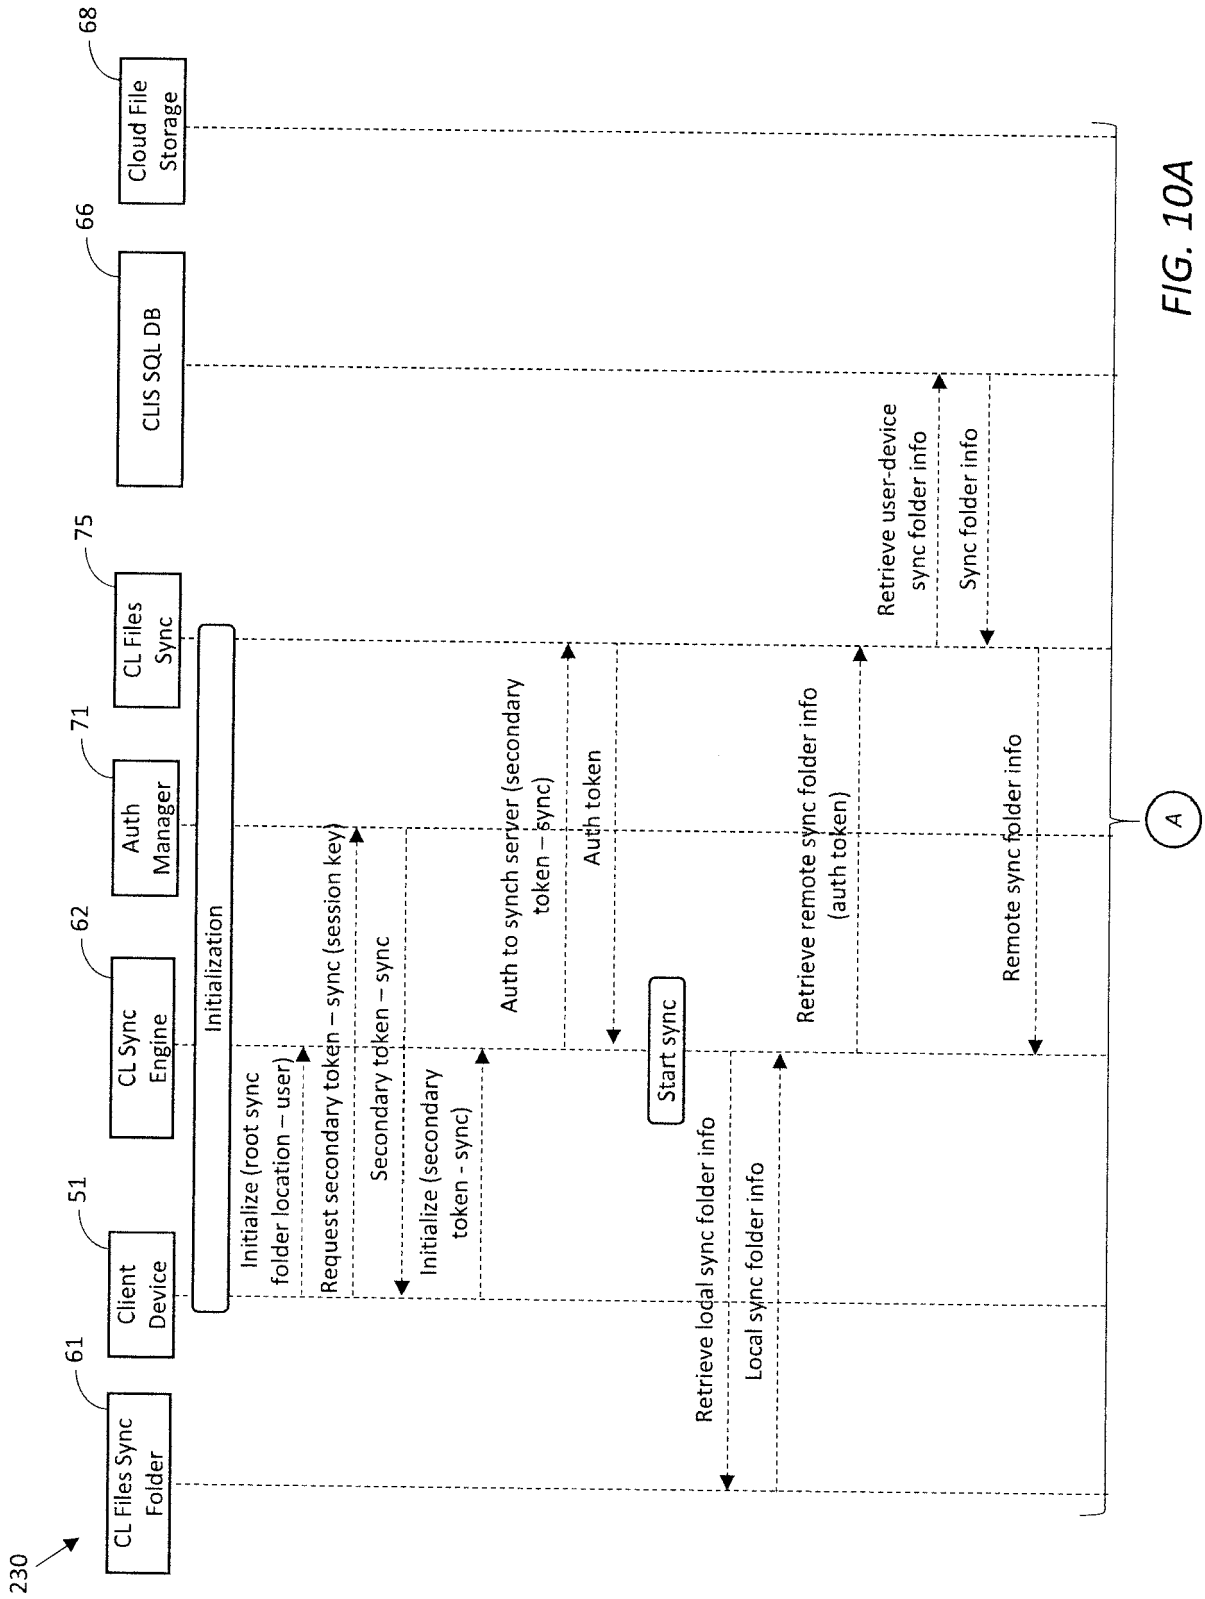 230
61
51
62
71
75
66
68
CL Files Sync
Folder
Client
Device
CL Sync
Engine
Auth
Manager
CL Files
Sync
CLIS SQL DB
Cloud File
Storage
Initialization
Initialize (root sync
folder location – user)
Request secondary token – sync (session key)
Secondary token – sync
Initialize (secondary
token - sync)
Auth to synch server (secondary
token – sync)
Auth token
Start sync
Retrieve local sync folder info
Local sync folder info
Retrieve remote sync folder info
(auth token)
Retrieve user-device
sync folder info
Sync folder info
Remote sync folder info
A
FIG. 10A